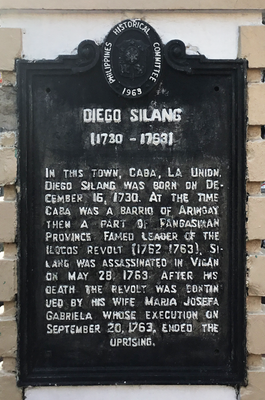 PHILIPPINES HISTORICAL COMMITTEE
1963
DIEGO SILANG
(1730 - 1763)
IN THIS TOWN, CABA, LA UNION,
DIEGO SILANG WAS BORN ON DE-
CEMBER 16, 1730. AT THE TIME
CABA WAS A BARRIO OF ARINGAY
THEN A PART OF PANGASINAN
PROVINCE FAMED LEADER OF THE
ILOCOS REVOLT (1762 1763), SI-
LANG WAS ASSASSINATED IN VIGAN
ON MAY 28, 1763 AFTER HIS
DEATH THE REVOLT WAS CONTIN
UED BY HIS WIFE MARIA JOSEFA
GABRIELA WHOSE EXECUTION ON
SEPTEMBER 20, 1763, ENDED THE
UPRISING.